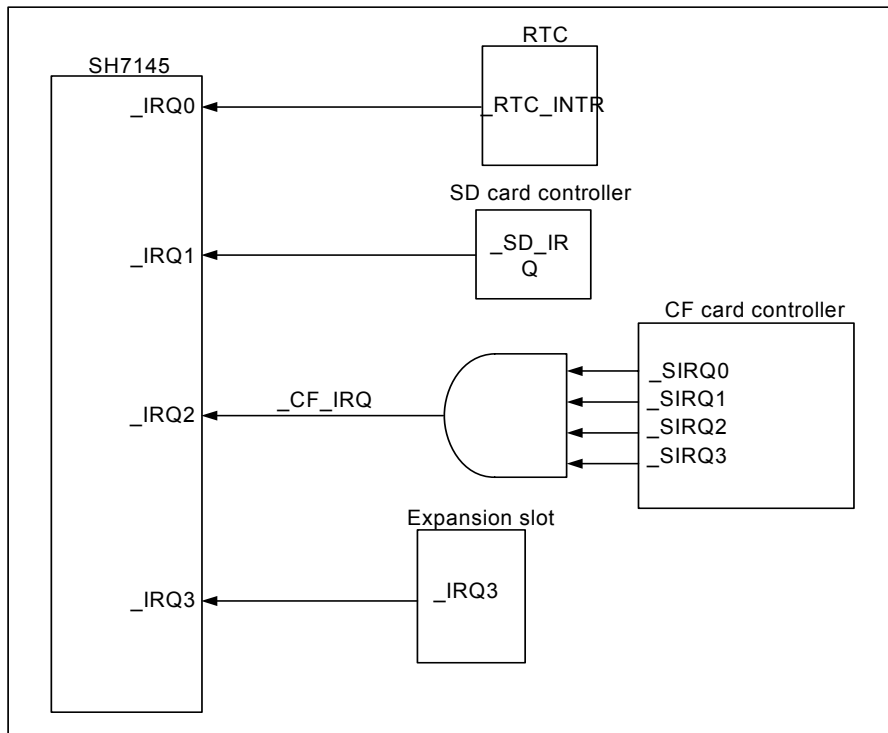 RTC
SH7145
_IRQ0
_RTC_INTR
SD card controller
_IRQ1
_SD_IR
Q
CF card controller
_SIRQ0
_SIRQ1
_CF_IRQ
_IRQ2
_SIRQ2
_SIRQ3
Expansion slot
_IRQ3
_IRQ3